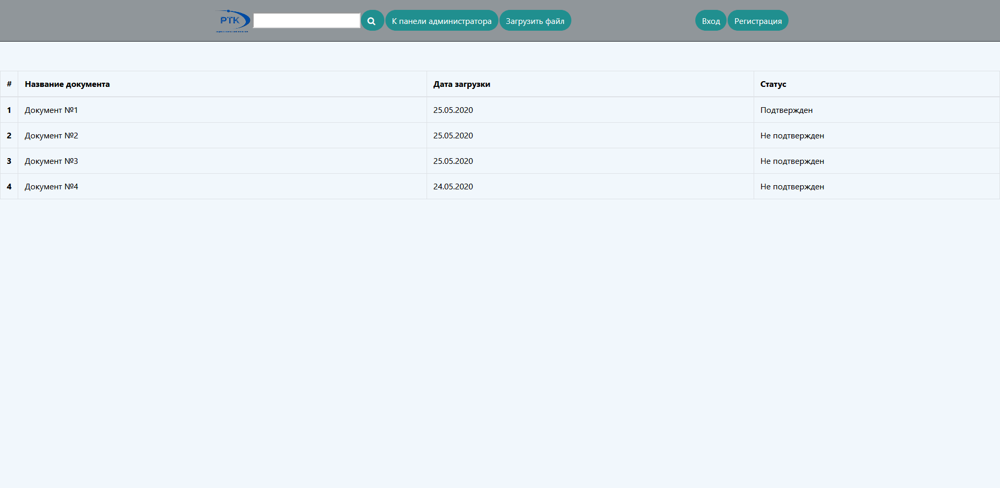 РТК К панели администратора Загрузить файл Вход Регистрация
# Название документа Дата загрузки Статус
1 Документ №1 25.05.2020 Подтвержден
2 Документ №2 25.05.2020 Не подтвержден
3 Документ №3 25.05.2020 Не подтвержден
4 Документ №4 24.05.2020 Не подтвержден